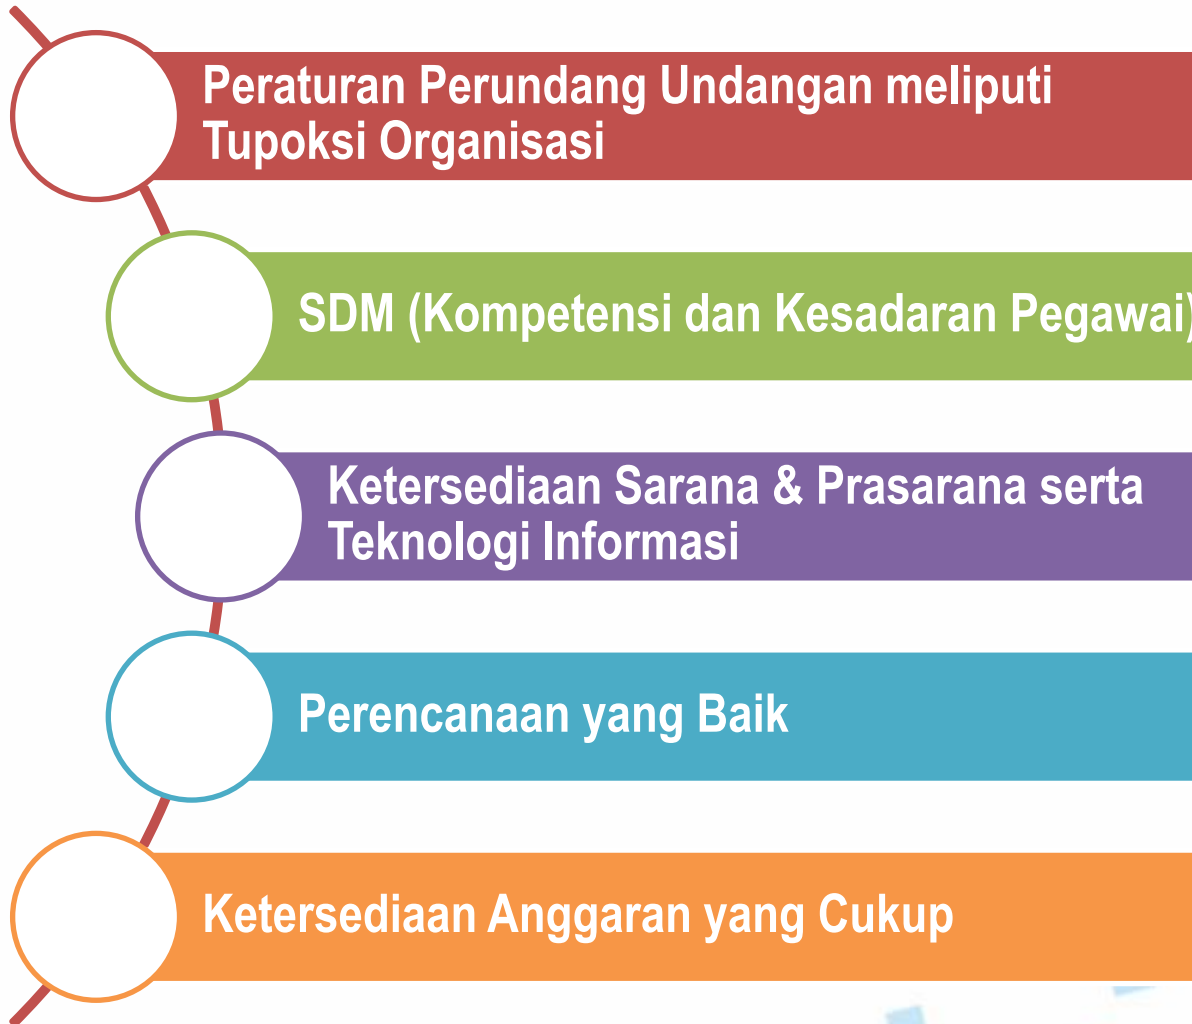 Peraturan Perundang Undangan meliputi
Tupoksi Organisasi
SDM (Kompetensi dan Kesadaran Pegawai)
Ketersediaan Sarana & Prasarana serta
Teknologi Informasi
Perencanaan yang Baik
Ketersediaan Anggaran yang Cukup